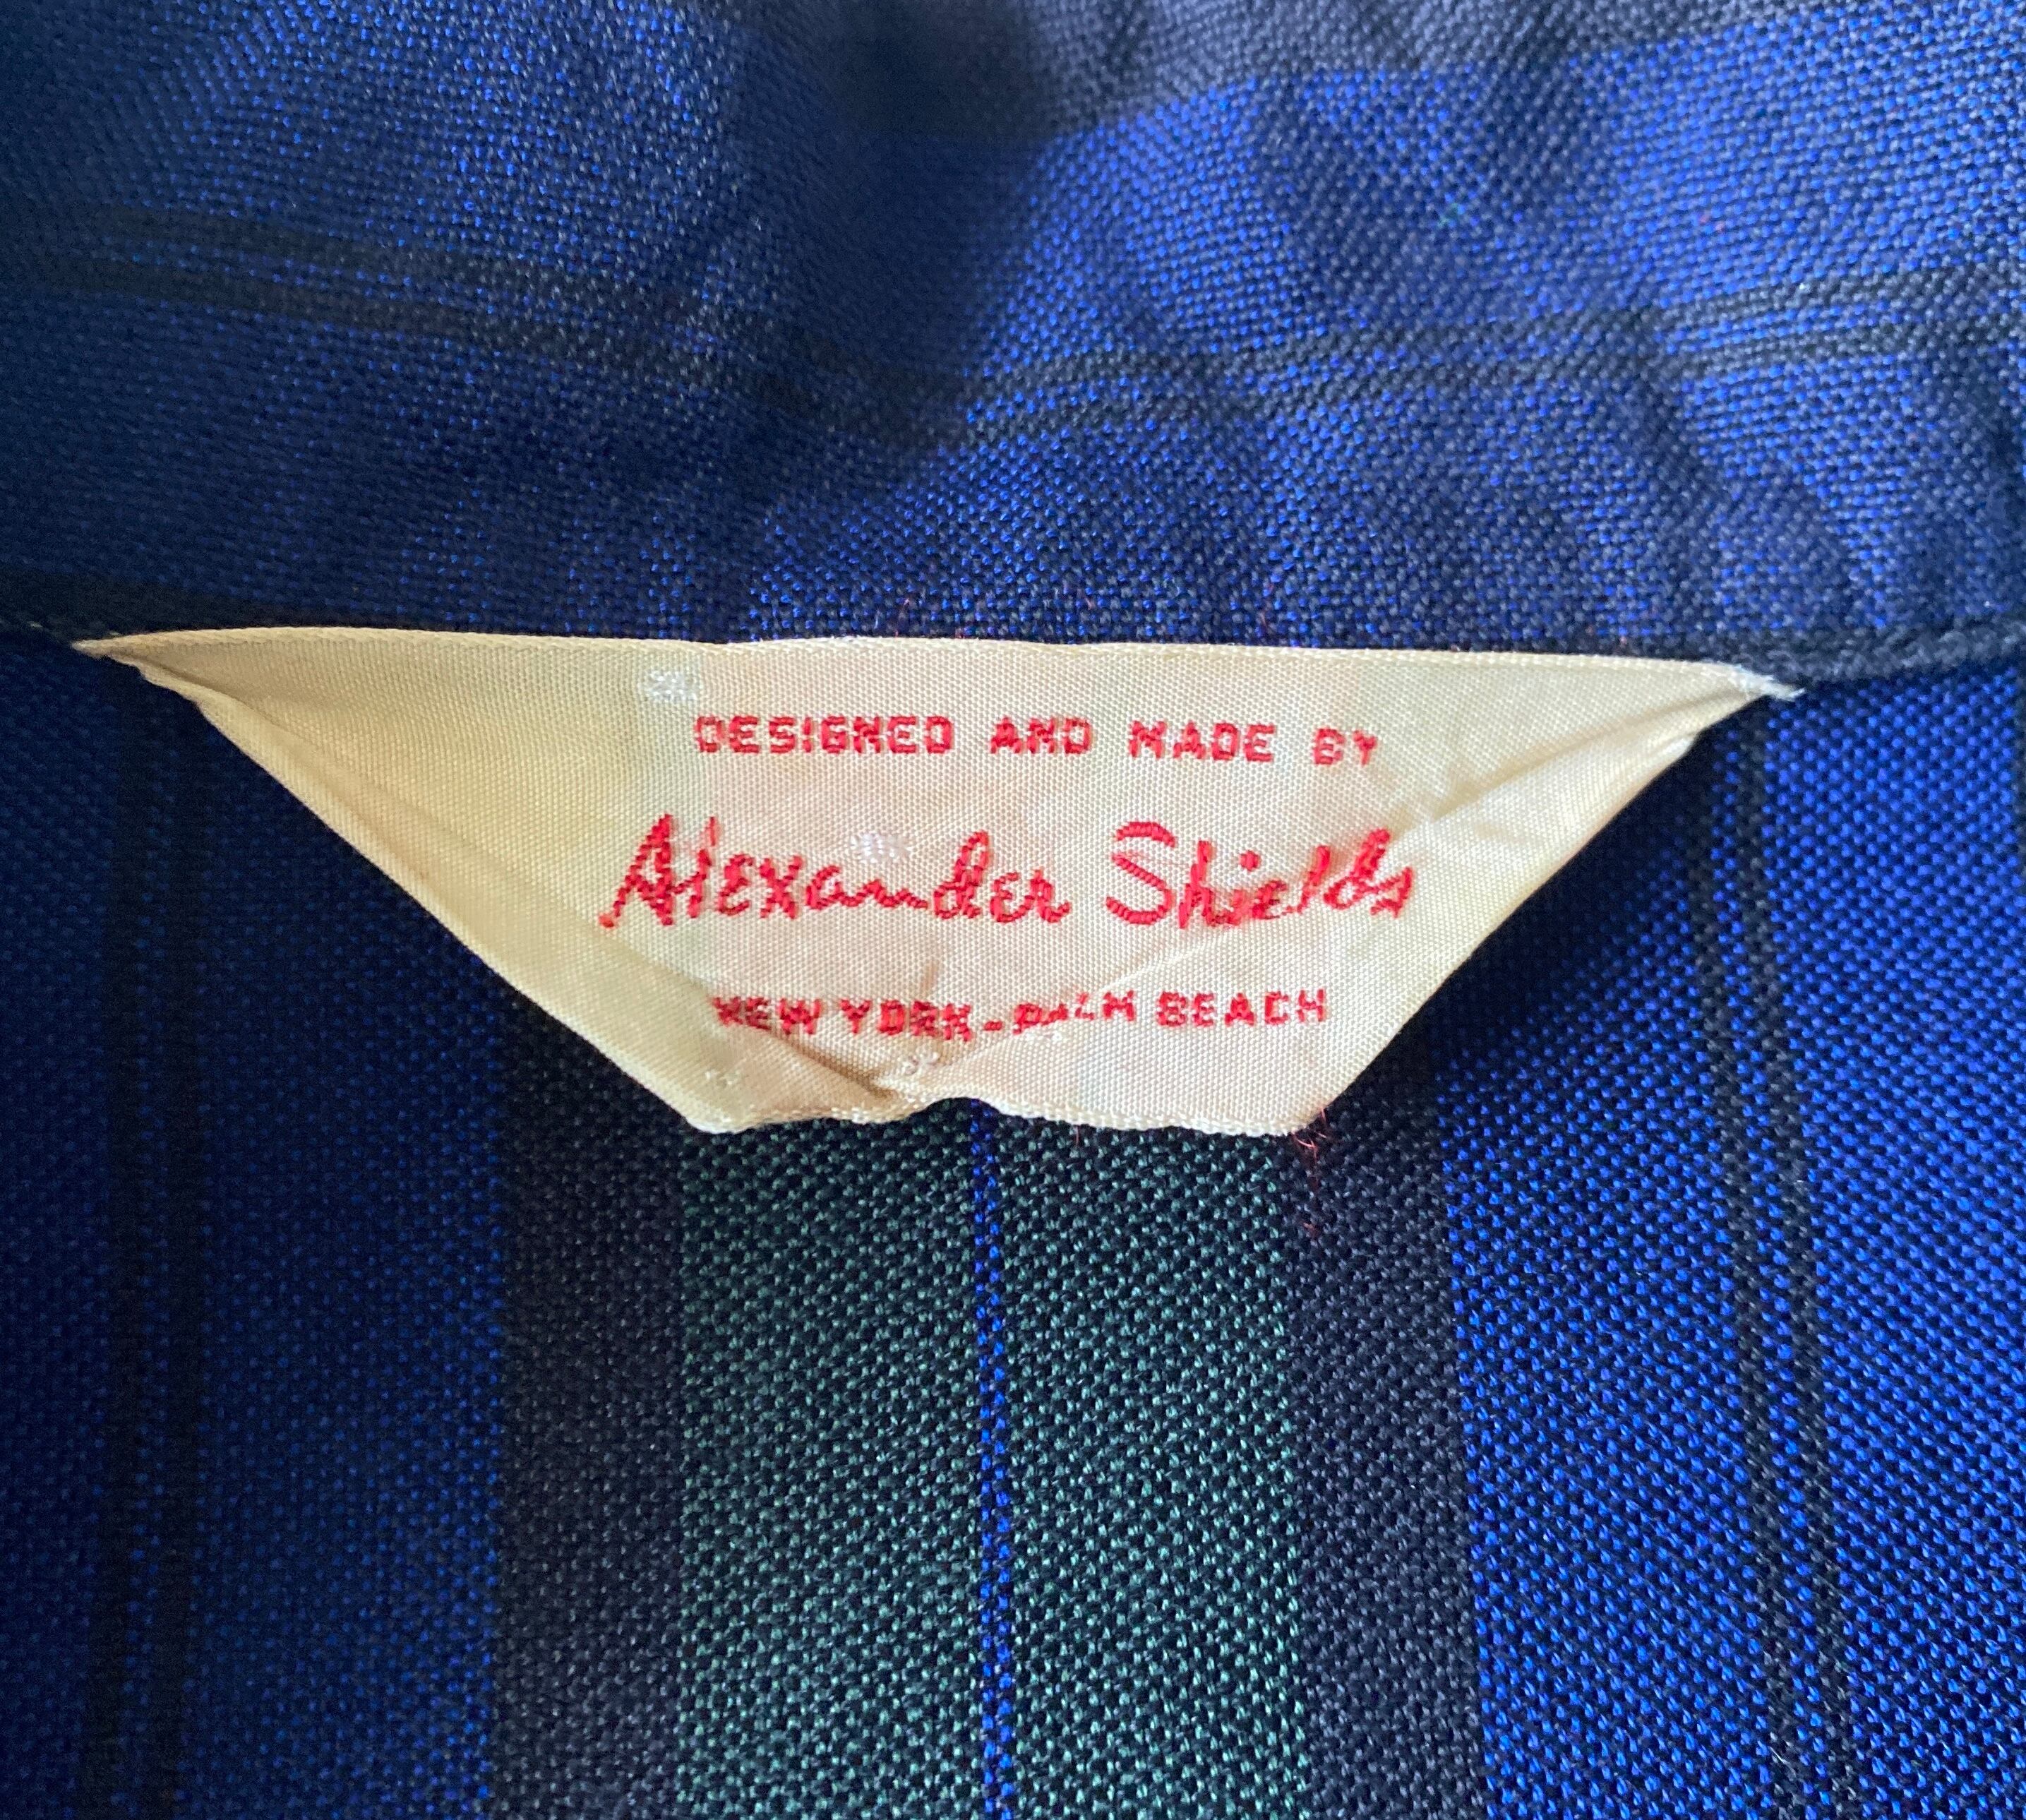 DESIGNED AND MADE BY
Alexander Shields
NEW YORK-PALM BEACH